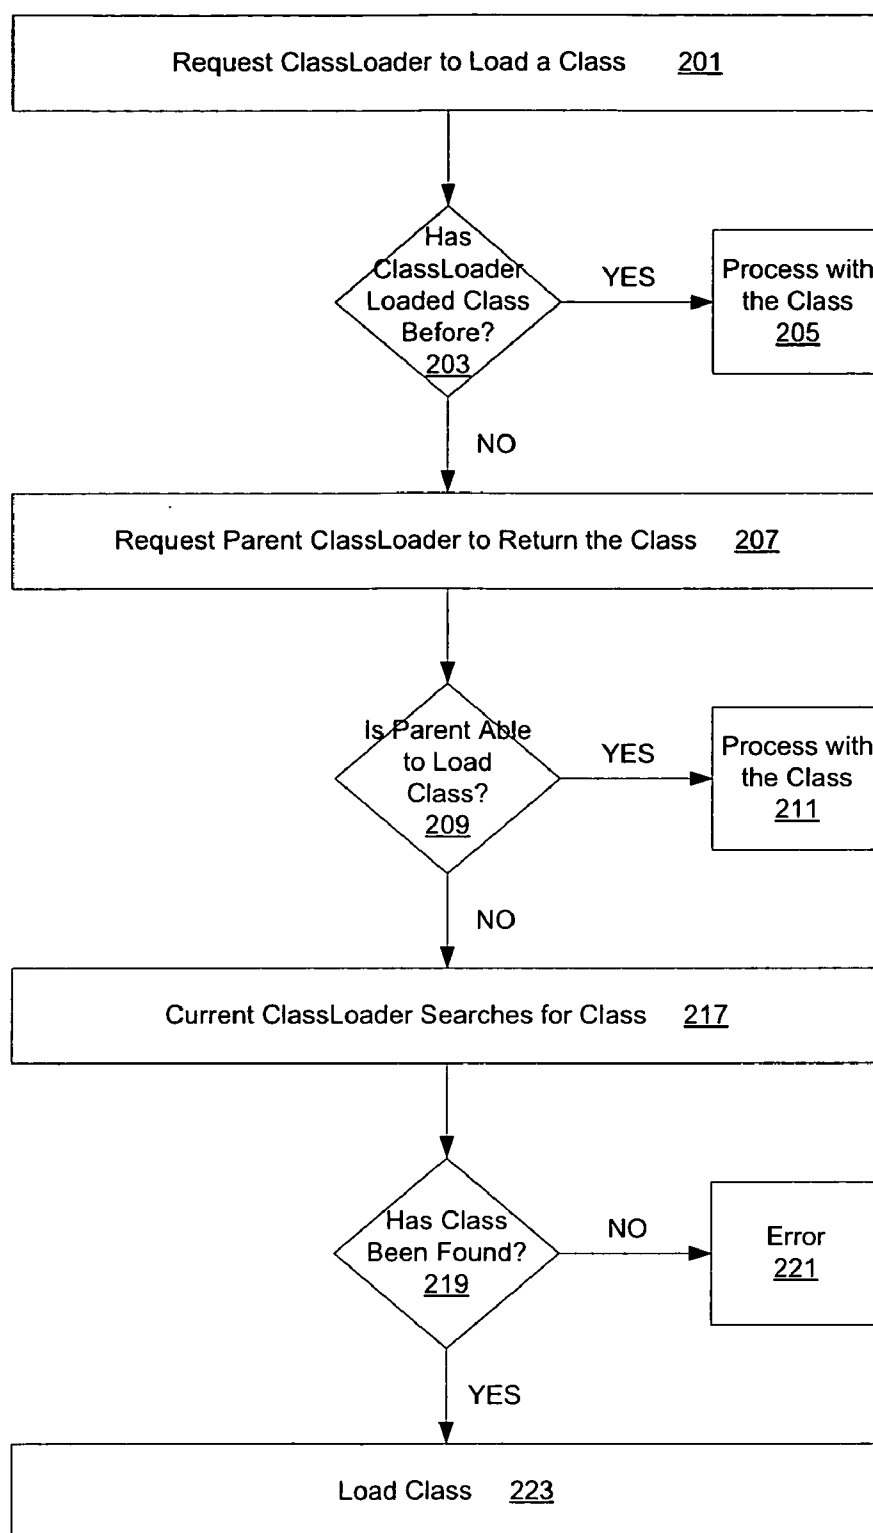 Request ClassLoader to Load a Class 201
Has
ClassLoader
Loaded Class
Before?
203
YES
Process with
the Class
205
NO
Request Parent ClassLoader to Return the Class 207
Is Parent Able
to Load
Class?
209
YES
Process with
the Class
211
NO
Current ClassLoader Searches for Class 217
Has Class
Been Found?
219
NO
Error
221
YES
Load Class 223